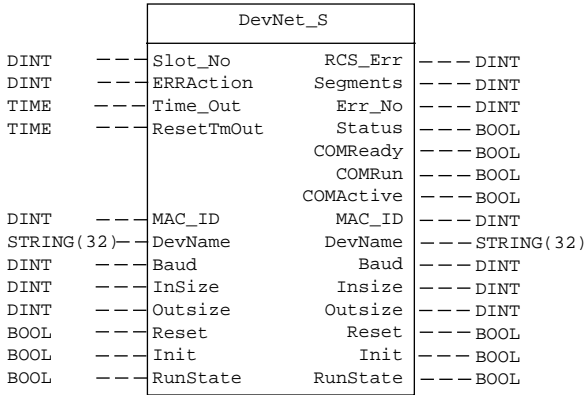 DevNet_S
DINT Slot_No RCS_Err DINT
DINT ERRAction Segments DINT
TIME Time_Out Err_No DINT
TIME ResetTmOut Status BOOL
COMReady BOOL
COMRun BOOL
COMActive BOOL
DINT MAC_ID MAC_ID DINT
STRING(32) DevName DevName STRING(32)
DINT Baud Baud DINT
DINT InSize Insize DINT
DINT Outsize Outsize DINT
BOOL Reset Reset BOOL
BOOL Init Init BOOL
BOOL RunState RunState BOOL